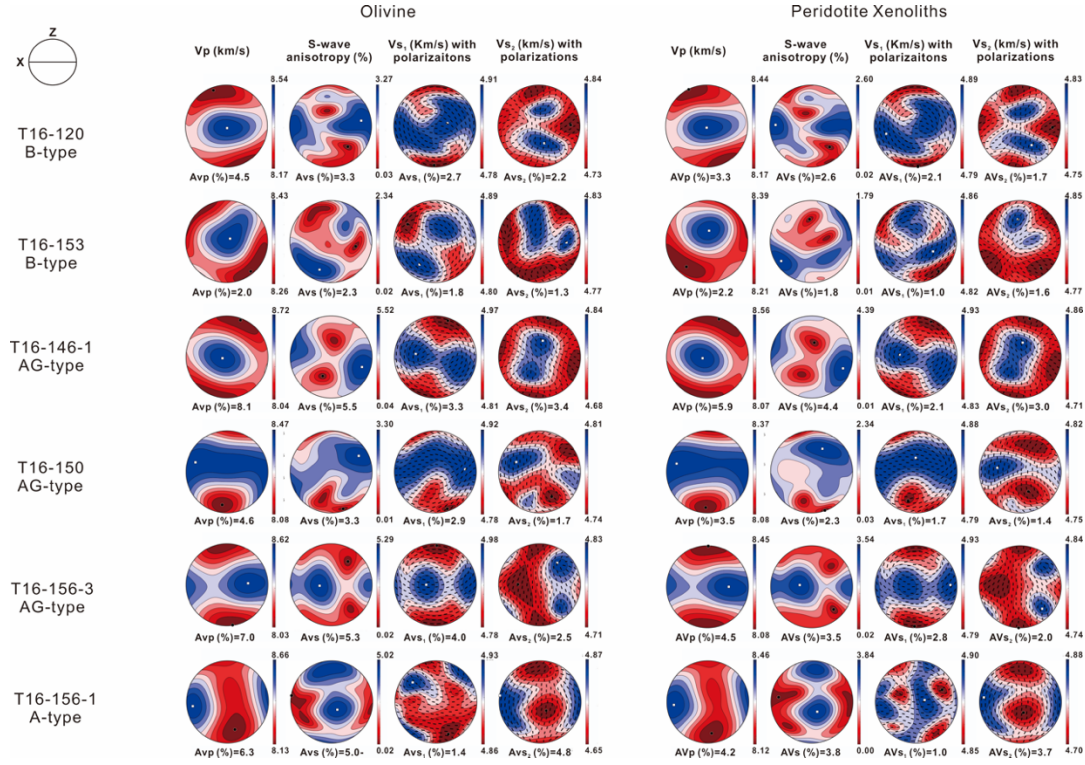 Olivine Peridotite Xenoliths
Z
X
Vp (km/s) S-wave anisotropy (%) Vs₁ (Km/s) with polarizaitons Vs₂ (km/s) with polarizations Vp (km/s) S-wave anisotropy (%) Vs₁ (Km/s) with polarizations Vs₂ (km/s) with polarizations
8.54 3.27 4.91 4.84 8.44 2.60 4.89 4.83
T16-120
B-type
8.17 0.03 4.78 4.73 8.17 0.02 4.79 4.75
Avp (%)=4.5 Avs (%)=3.3 Avs₁ (%)=2.7 Avs₂ (%)=2.2 Avp (%)=3.3 AVs (%)=2.6 AVs₁ (%)=2.1 AVs₂ (%)=1.7
8.43 2.34 4.89 4.87 8.39 1.79 4.86 4.85
T16-153
B-type
8.26 0.02 4.80 4.77 8.21 0.01 4.82 4.77
Avp (%)=2.0 Avs (%)=2.3 Avs₁ (%)=1.8 Avs₂ (%)=1.3 Avp (%)=2.2 AVs (%)=1.8 AVs₁ (%)=1.0 AVs₂ (%)=1.6
8.72 5.52 4.97 4.84 8.56 4.39 4.93 4.86
T16-146-1
AG-type
8.04 0.04 4.81 4.68 8.07 0.01 4.83 4.71
Avp (%)=8.1 Avs (%)=5.5 Avs₁ (%)=3.3 Avs₂ (%)=3.4 Avp (%)=5.9 AVs (%)=4.4 AVs₁ (%)=2.1 AVs₂ (%)=3.0
8.47 3.30 4.92 4.81 8.37 2.34 4.88 4.82
T16-150
AG-type
8.08 0.01 4.78 4.74 8.08 0.03 4.79 4.75
Avp (%)=4.6 Avs (%)=3.3 Avs₁ (%)=2.9 Avs₂ (%)=1.7 Avp (%)=3.5 AVs (%)=2.3 AVs₁ (%)=1.7 AVs₂ (%)=1.4
8.62 5.29 4.98 4.83 8.45 3.54 4.93 4.84
T16-156-3
AG-type
8.03 0.02 4.78 4.71 8.08 0.02 4.79 4.74
Avp (%)=7.0 Avs (%)=5.3 Avs₁ (%)=4.0 Avs₂ (%)=2.5 Avp (%)=4.5 AVs (%)=3.5 AVs₁ (%)=2.8 AVs₂ (%)=2.0
8.66 5.02 4.93 4.87 8.46 3.84 4.90 4.88
T16-156-1
A-type
8.13 0.02 4.86 4.65 8.12 0.00 4.85 4.70
Avp (%)=6.3 Avs (%)=5.0- Avs₁ (%)=1.4 Avs₂ (%)=4.8 Avp (%)=4.2 AVs (%)=3.8 AVs₁ (%)=1.0 AVs₂ (%)=3.7